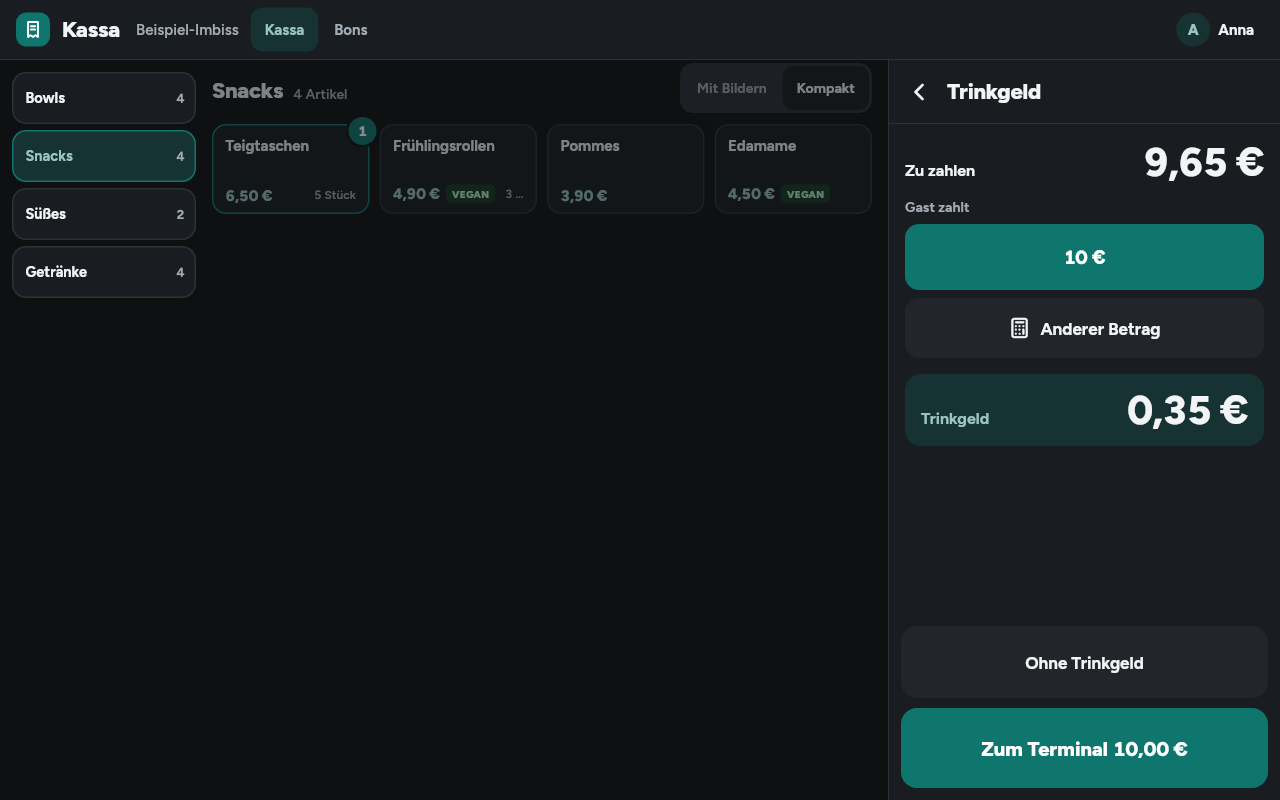 Kassa Beispiel-Imbiss Kassa Bons A Anna
Bowls 4
Snacks 4
Süßes 2
Getränke 4
Snacks 4 Artikel Mit Bildern Kompakt
1
Teigtaschen
6,50 € 5 Stück
Frühlingsrollen
4,90 € VEGAN 3 ...
Pommes
3,90 €
Edamame
4,50 € VEGAN
Trinkgeld
Zu zahlen 9,65 €
Gast zahlt
10 €
Anderer Betrag
Trinkgeld 0,35 €
Ohne Trinkgeld
Zum Terminal 10,00 €